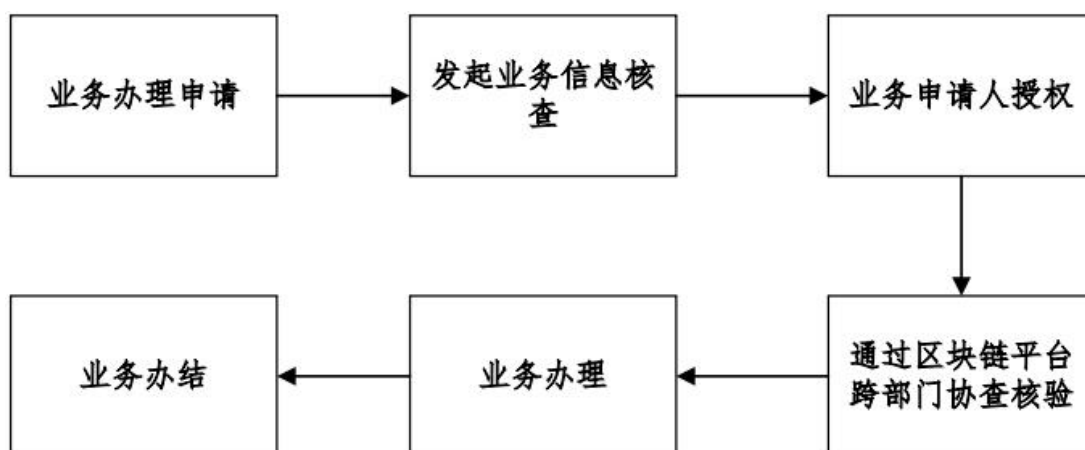 业务办理申请
发起业务信息核
查
业务申请人授权
业务办结
业务办理
通过区块链平台
跨部门协查核验